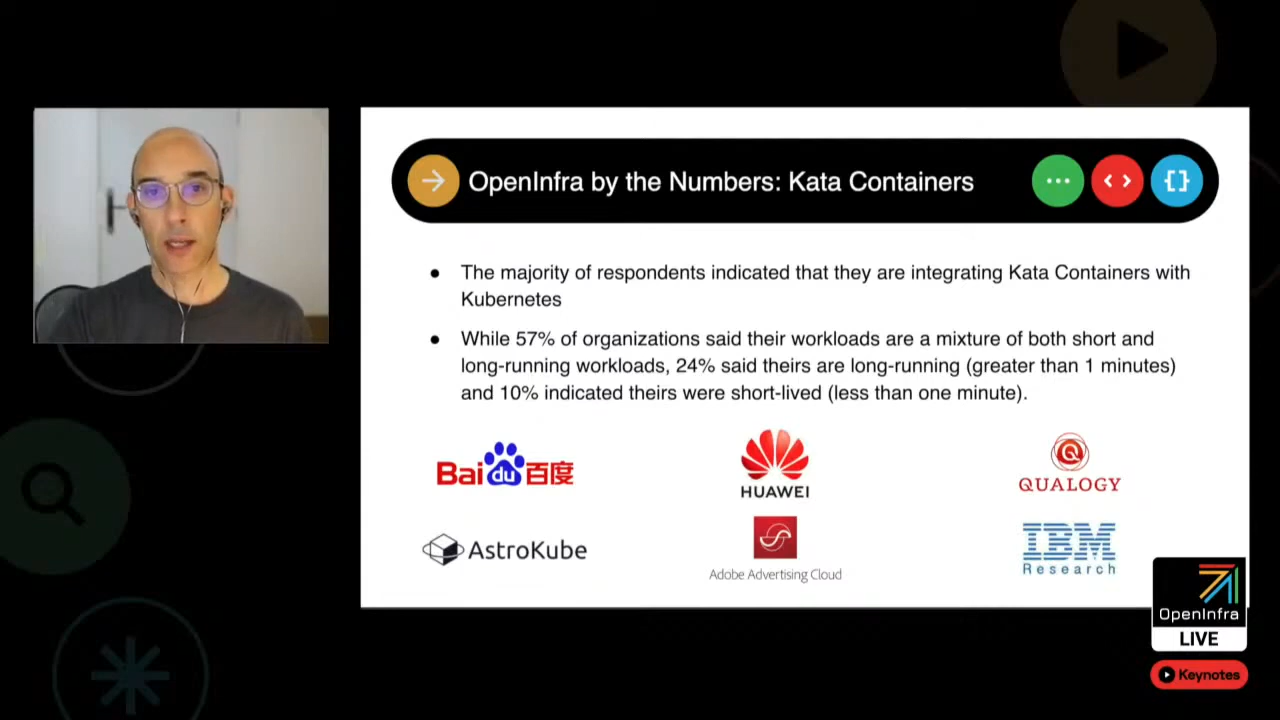 OpenInfra by the Numbers: Kata Containers
The majority of respondents indicated that they are integrating Kata Containers with
Kubernetes
While 57% of organizations said their workloads are a mixture of both short and
long-running workloads, 24% said theirs are long-running (greater than 1 minutes)
and 10% indicated theirs were short-lived (less than one minute).
Bai du 百度
HUAWEI
QUALOGY
AstroKube
Adobe Advertising Cloud
IBM
Research
OpenInfra
LIVE
Keynotes